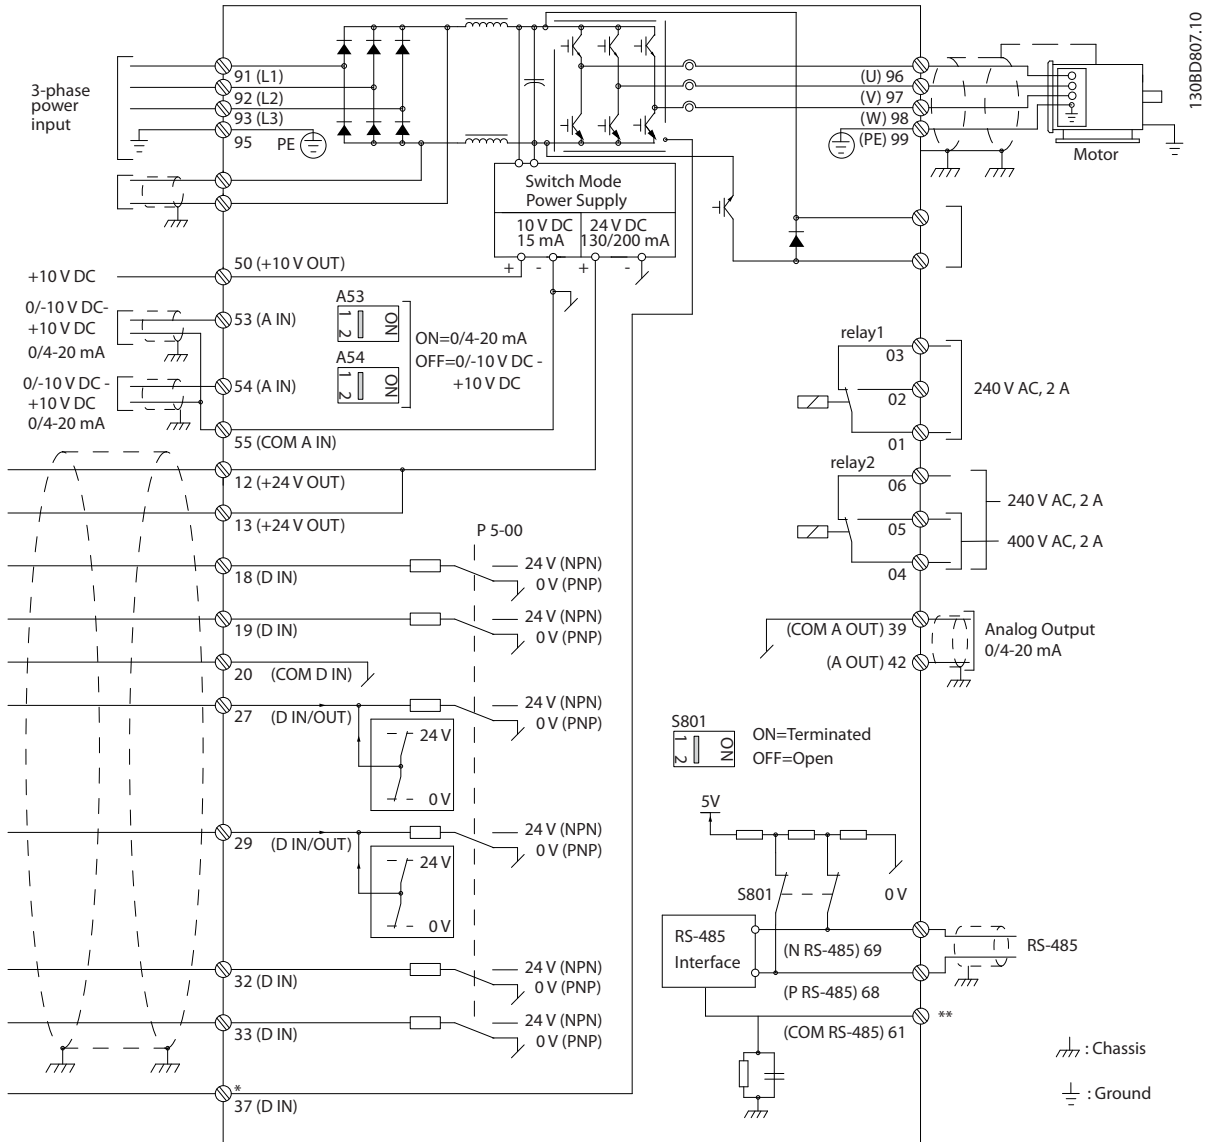 130BD807.10
3-phase
power
input
91 (L1)
92 (L2)
93 (L3)
95
PE
(U) 96
(V) 97
(W) 98
(PE) 99
Motor
Switch Mode
Power Supply
10 V DC
15 mA
24 V DC
130/200 mA
+ - + -
+10 V DC
50 (+10 V OUT)
0/-10 V DC-
+10 V DC
0/4-20 mA
53 (A IN)
A53
1 2
ON
A54
1 2
ON
ON=0/4-20 mA
OFF=0/-10 V DC -
+10 V DC
0/-10 V DC -
+10 V DC
0/4-20 mA
54 (A IN)
55 (COM A IN)
12 (+24 V OUT)
13 (+24 V OUT)
P 5-00
18 (D IN)
24 V (NPN)
0 V (PNP)
19 (D IN)
24 V (NPN)
0 V (PNP)
20 (COM D IN)
27 (D IN/OUT)
24 V (NPN)
0 V (PNP)
24 V
0 V
29 (D IN/OUT)
24 V (NPN)
0 V (PNP)
24 V
0 V
32 (D IN)
24 V (NPN)
0 V (PNP)
33 (D IN)
24 V (NPN)
0 V (PNP)
*
37 (D IN)
relay1
03
02
01
240 V AC, 2 A
relay2
06
05
04
240 V AC, 2 A
400 V AC, 2 A
(COM A OUT) 39
(A OUT) 42
Analog Output
0/4-20 mA
S801
1 2
ON
ON=Terminated
OFF=Open
5V
S801
0 V
RS-485
Interface
(N RS-485) 69
(P RS-485) 68
(COM RS-485) 61
RS-485
**
: Chassis
: Ground